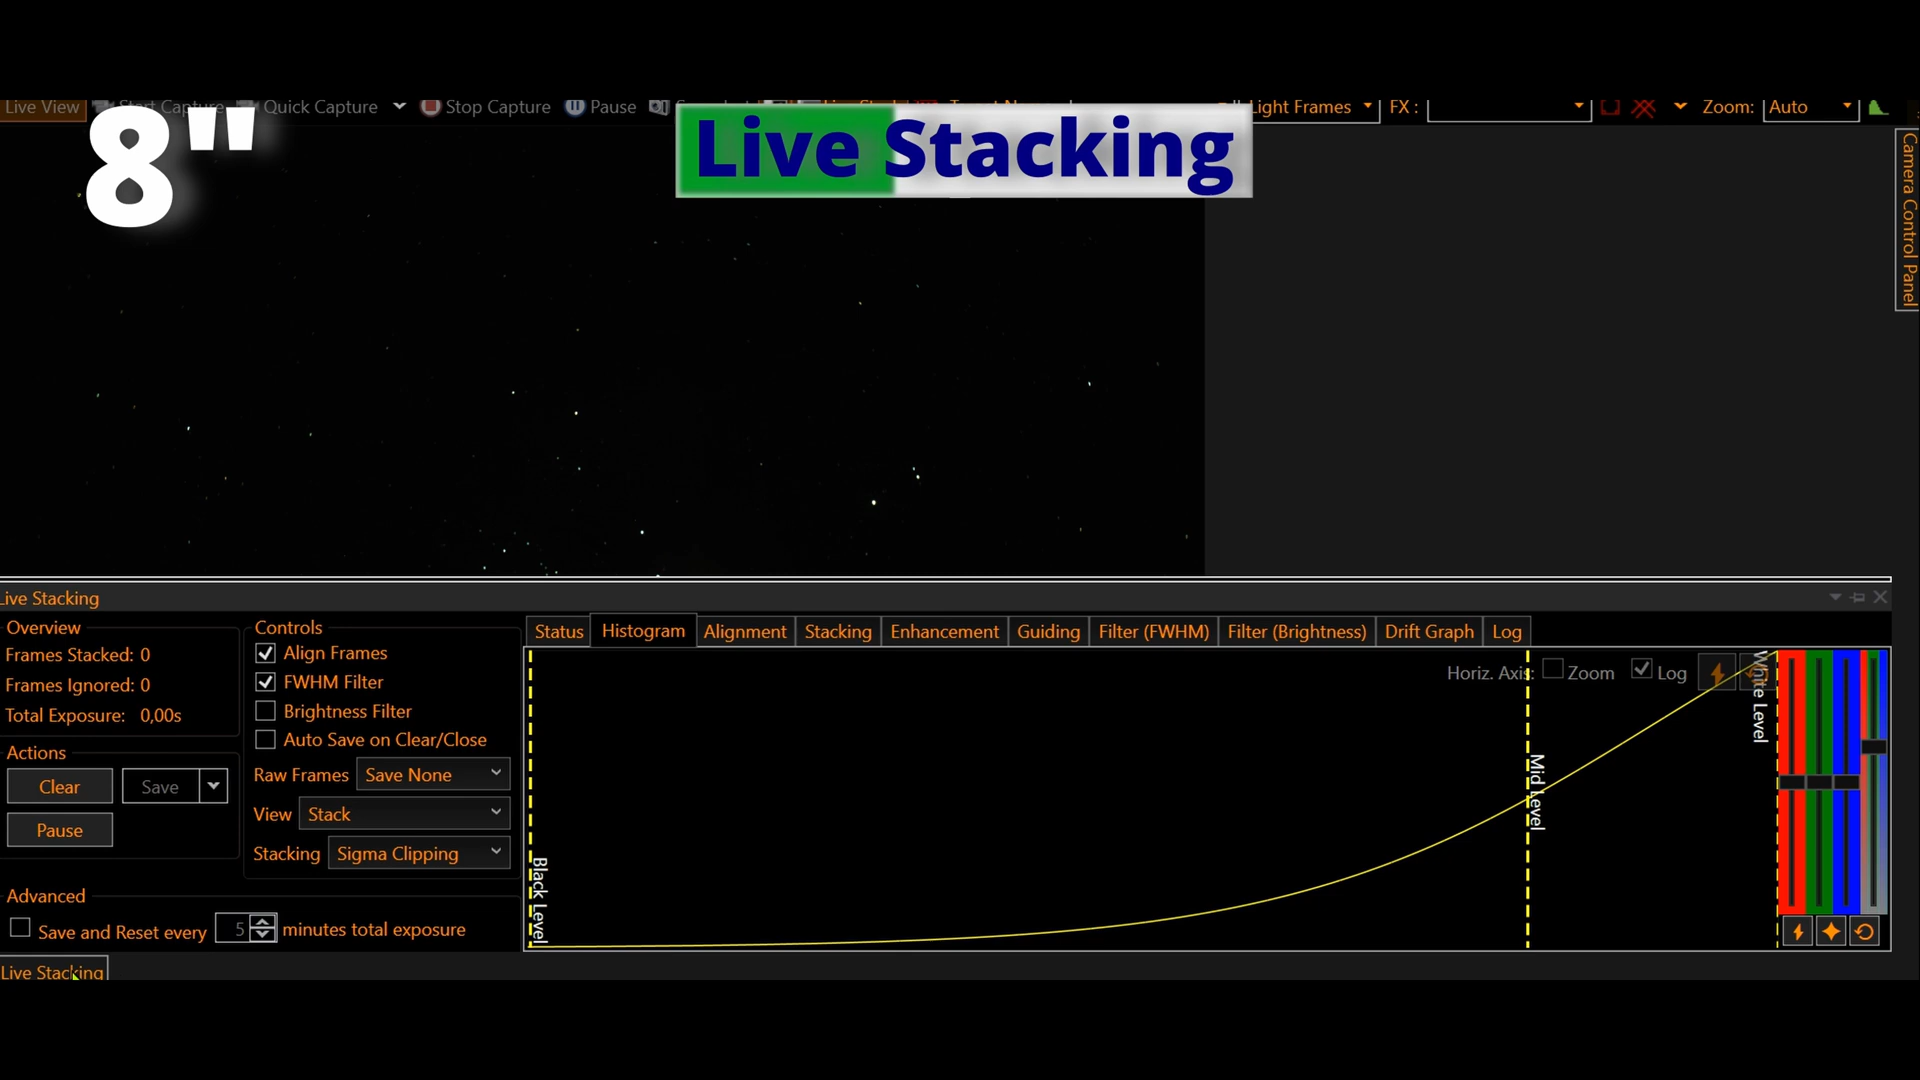 Live View Start Capture Quick Capture Stop Capture Pause Light Frames FX : Zoom: Auto
8"
Live Stacking
Camera Control Panel
Live Stacking
Overview
Frames Stacked: 0
Frames Ignored: 0
Total Exposure: 0,00s
Actions
Clear Save
Pause
Controls
Align Frames
FWHM Filter
Brightness Filter
Auto Save on Clear/Close
Raw Frames Save None
View Stack
Stacking Sigma Clipping
Advanced
Save and Reset every 5 minutes total exposure
Status Histogram Alignment Stacking Enhancement Guiding Filter (FWHM) Filter (Brightness) Drift Graph Log
Horiz. Axis: Zoom Log
Black Level
Mid Level
White Level
Live Stacking